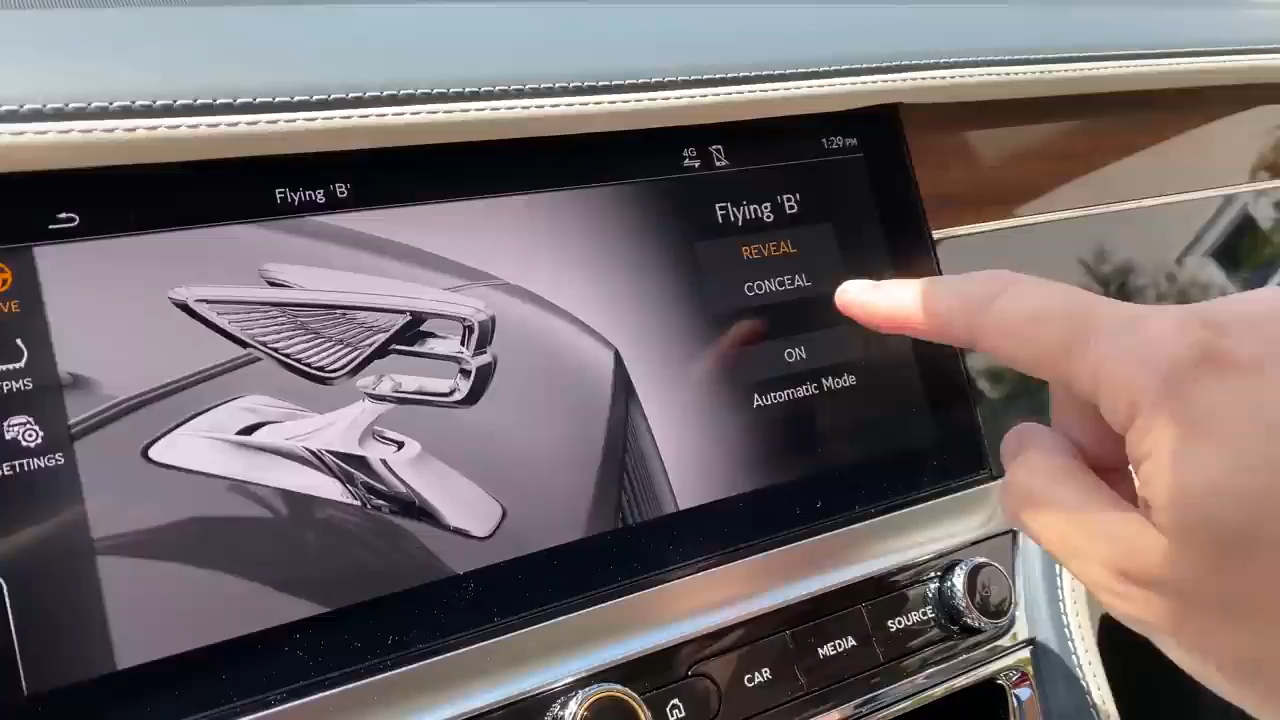 4G
1:29 PM
Flying 'B'
Flying 'B'
REVEAL
CONCEAL
ON
Automatic Mode
TPMS
SETTINGS
CAR
MEDIA
SOURCE